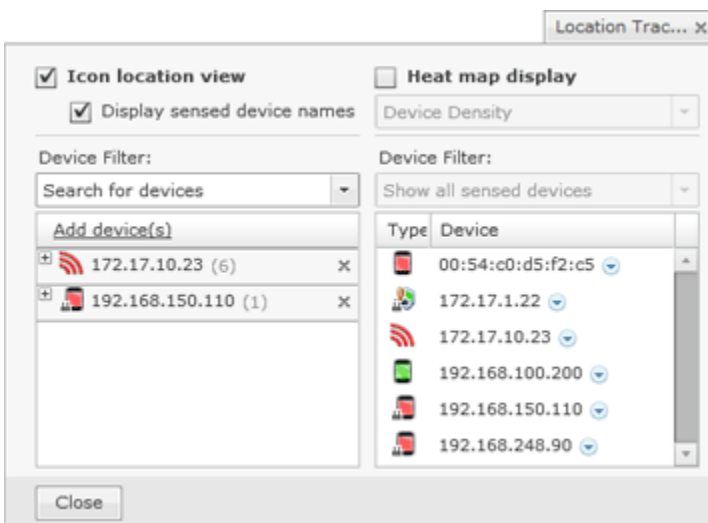 Location Trac... x
Icon location view
Display sensed device names
Heat map display
Device Density
Device Filter:
Search for devices
Add device(s)
172.17.10.23 (6)
192.168.150.110 (1)
Device Filter:
Show all sensed devices
Type Device
00:54:c0:d5:f2:c5
172.17.1.22
172.17.10.23
192.168.100.200
192.168.150.110
192.168.248.90
Close